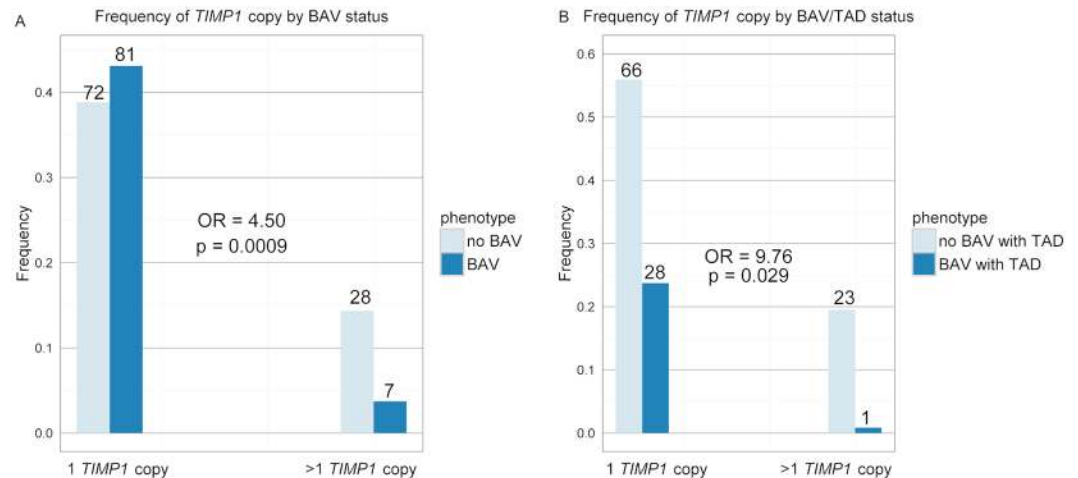 A Frequency of TIMP1 copy by BAV status
81
72
28
7
0.4
0.3
0.2
0.1
0.0
Frequency
OR = 4.50
p = 0.0009
phenotype
no BAV
BAV
1 TIMP1 copy >1 TIMP1 copy
B Frequency of TIMP1 copy by BAV/TAD status
66
28
23
1
0.6
0.5
0.4
0.3
0.2
0.1
0.0
Frequency
OR = 9.76
p = 0.029
phenotype
no BAV with TAD
BAV with TAD
1 TIMP1 copy >1 TIMP1 copy